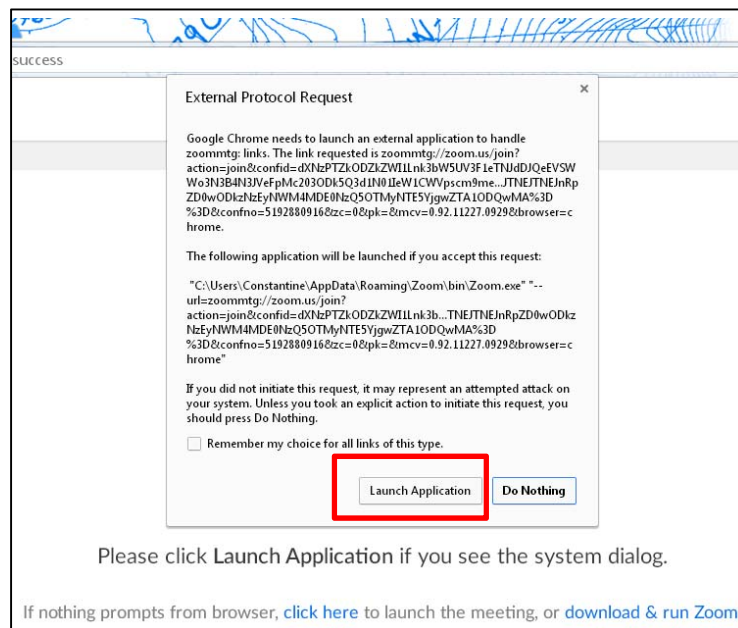 success
External Protocol Request
×
Google Chrome needs to launch an external application to handle
zoommtg: links. The link requested is zoommtg://zoom.us/join?
action=join&confid=dXNzPTZkODZkZWI1Lnk3bW5UV3F1eTNJdDJQeEVSW
Wo3N3B4N3JVeFpMc203ODk5Q3d1N01IeW1CWVpscm9me...JTNEJTNEJnRp
ZD0wODkzNzEyNWM4MDE0NzQ5OTMyNTE5YjgwZTA1ODQwMA%3D
%3D&confno=5192880916&zc=0&pk=&mcv=0.92.11227.0929&browser=c
hrome.
The following application will be launched if you accept this request:
"C:\Users\Constantine\AppData\Roaming\Zoom\bin\Zoom.exe" "--
url=zoommtg://zoom.us/join?
action=join&confid=dXNzPTZkODZkZWI1Lnk3b...TNEJTNEJnRpZD0wODkz
NzEyNWM4MDE0NzQ5OTMyNTE5YjgwZTA1ODQwMA%3D
%3D&confno=5192880916&zc=0&pk=&mcv=0.92.11227.0929&browser=c
hrome"
If you did not initiate this request, it may represent an attempted attack on
your system. Unless you took an explicit action to initiate this request, you
should press Do Nothing.
Remember my choice for all links of this type.
Launch Application
Do Nothing
Please click Launch Application if you see the system dialog.
If nothing prompts from browser, click here to launch the meeting, or download & run Zoom